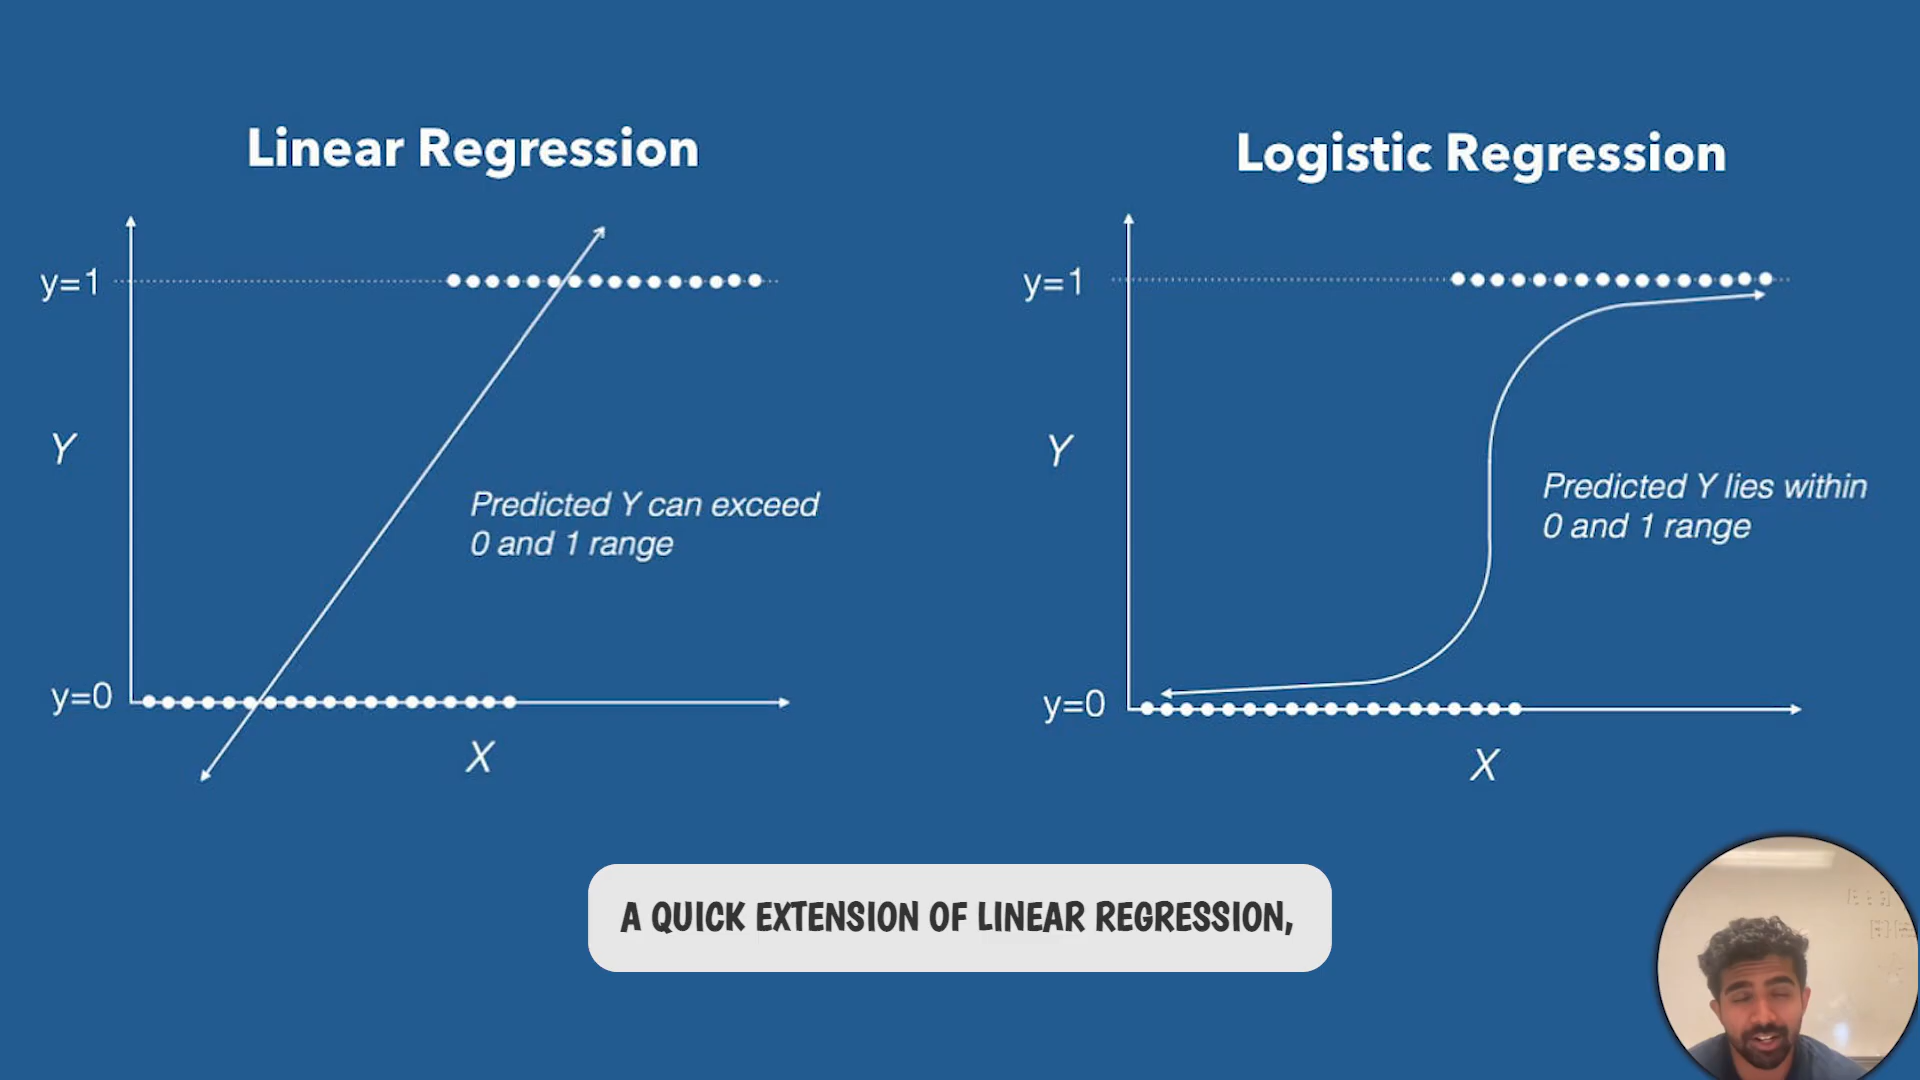 Linear Regression
y=1
Y
Predicted Y can exceed
0 and 1 range
y=0
X
Logistic Regression
y=1
Y
Predicted Y lies within
0 and 1 range
y=0
X
A QUICK EXTENSION OF LINEAR REGRESSION,